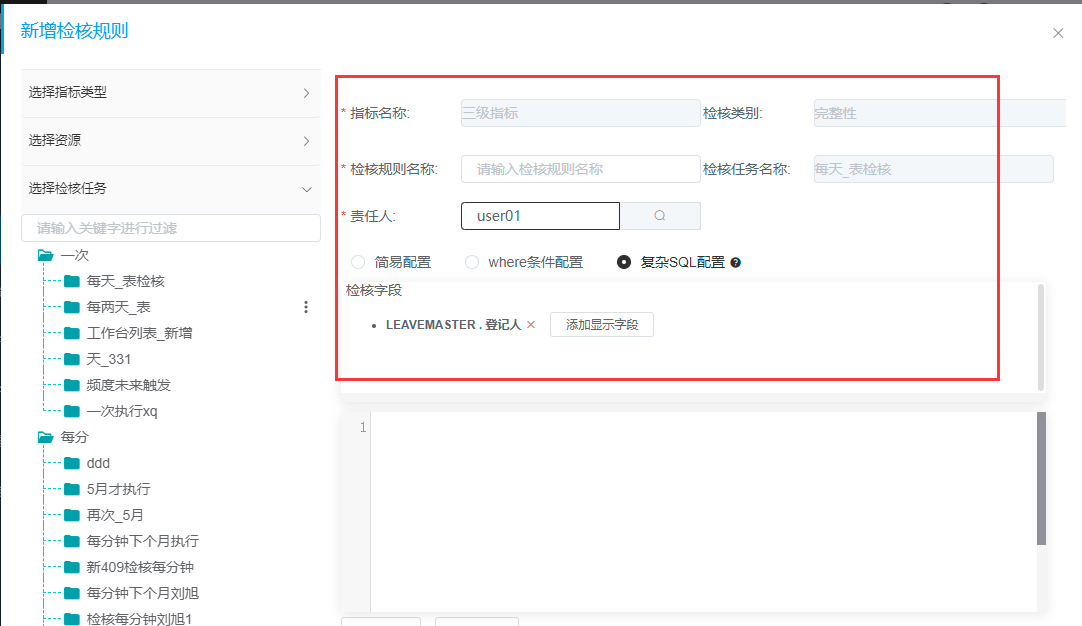 新增检核规则
选择指标类型
选择资源
选择检核任务
请输入关键字进行过滤
一次
每天_表检核
每两天_表
工作台列表_新增
天_331
频度未来触发
一次执行xq
每分
ddd
5月才执行
再次_5月
每分钟下个月执行
新409检核每分钟
每分钟下个月刘旭
检核每分钟刘旭1
* 指标名称: 三级指标 检核类别: 完整性
* 检核规则名称: 请输入检核规则名称 检核任务名称: 每天_表检核
* 责任人: user01
简易配置 where条件配置 复杂SQL配置
检核字段
LEAVEMASTER . 登记人 添加显示字段
1